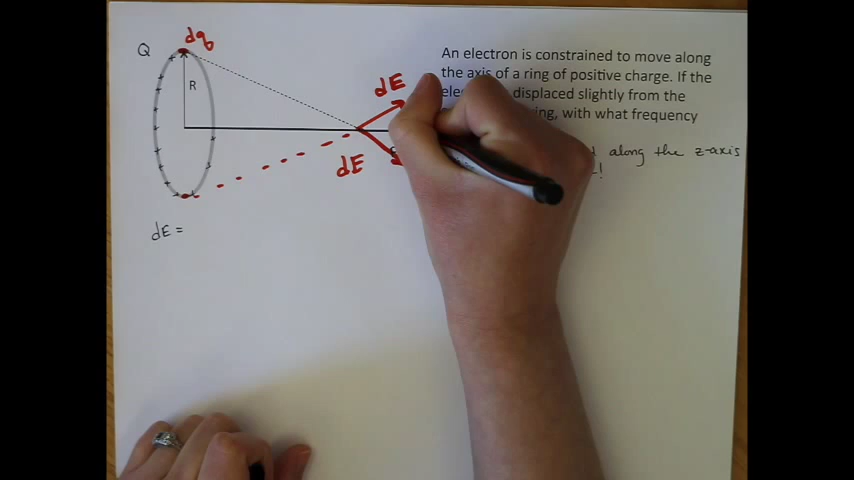 Q
dq
R
dE
dE
dE =
An electron is constrained to move along
the axis of a ring of positive charge. If the
displaced slightly from the
with what frequency
along the z-axis